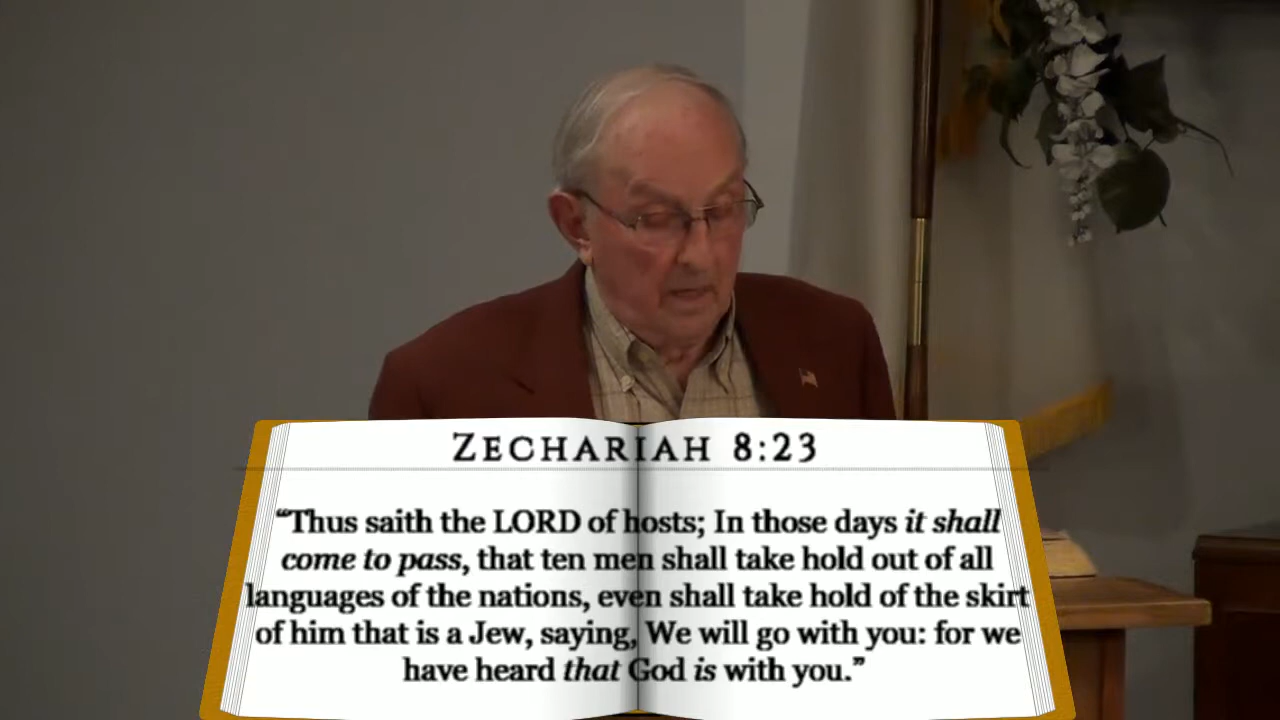 ZECHARIAH 8:23
“Thus saith the LORD of hosts; In those days it shall
come to pass, that ten men shall take hold out of all
languages of the nations, even shall take hold of the skirt
of him that is a Jew, saying, We will go with you: for we
have heard that God is with you.”